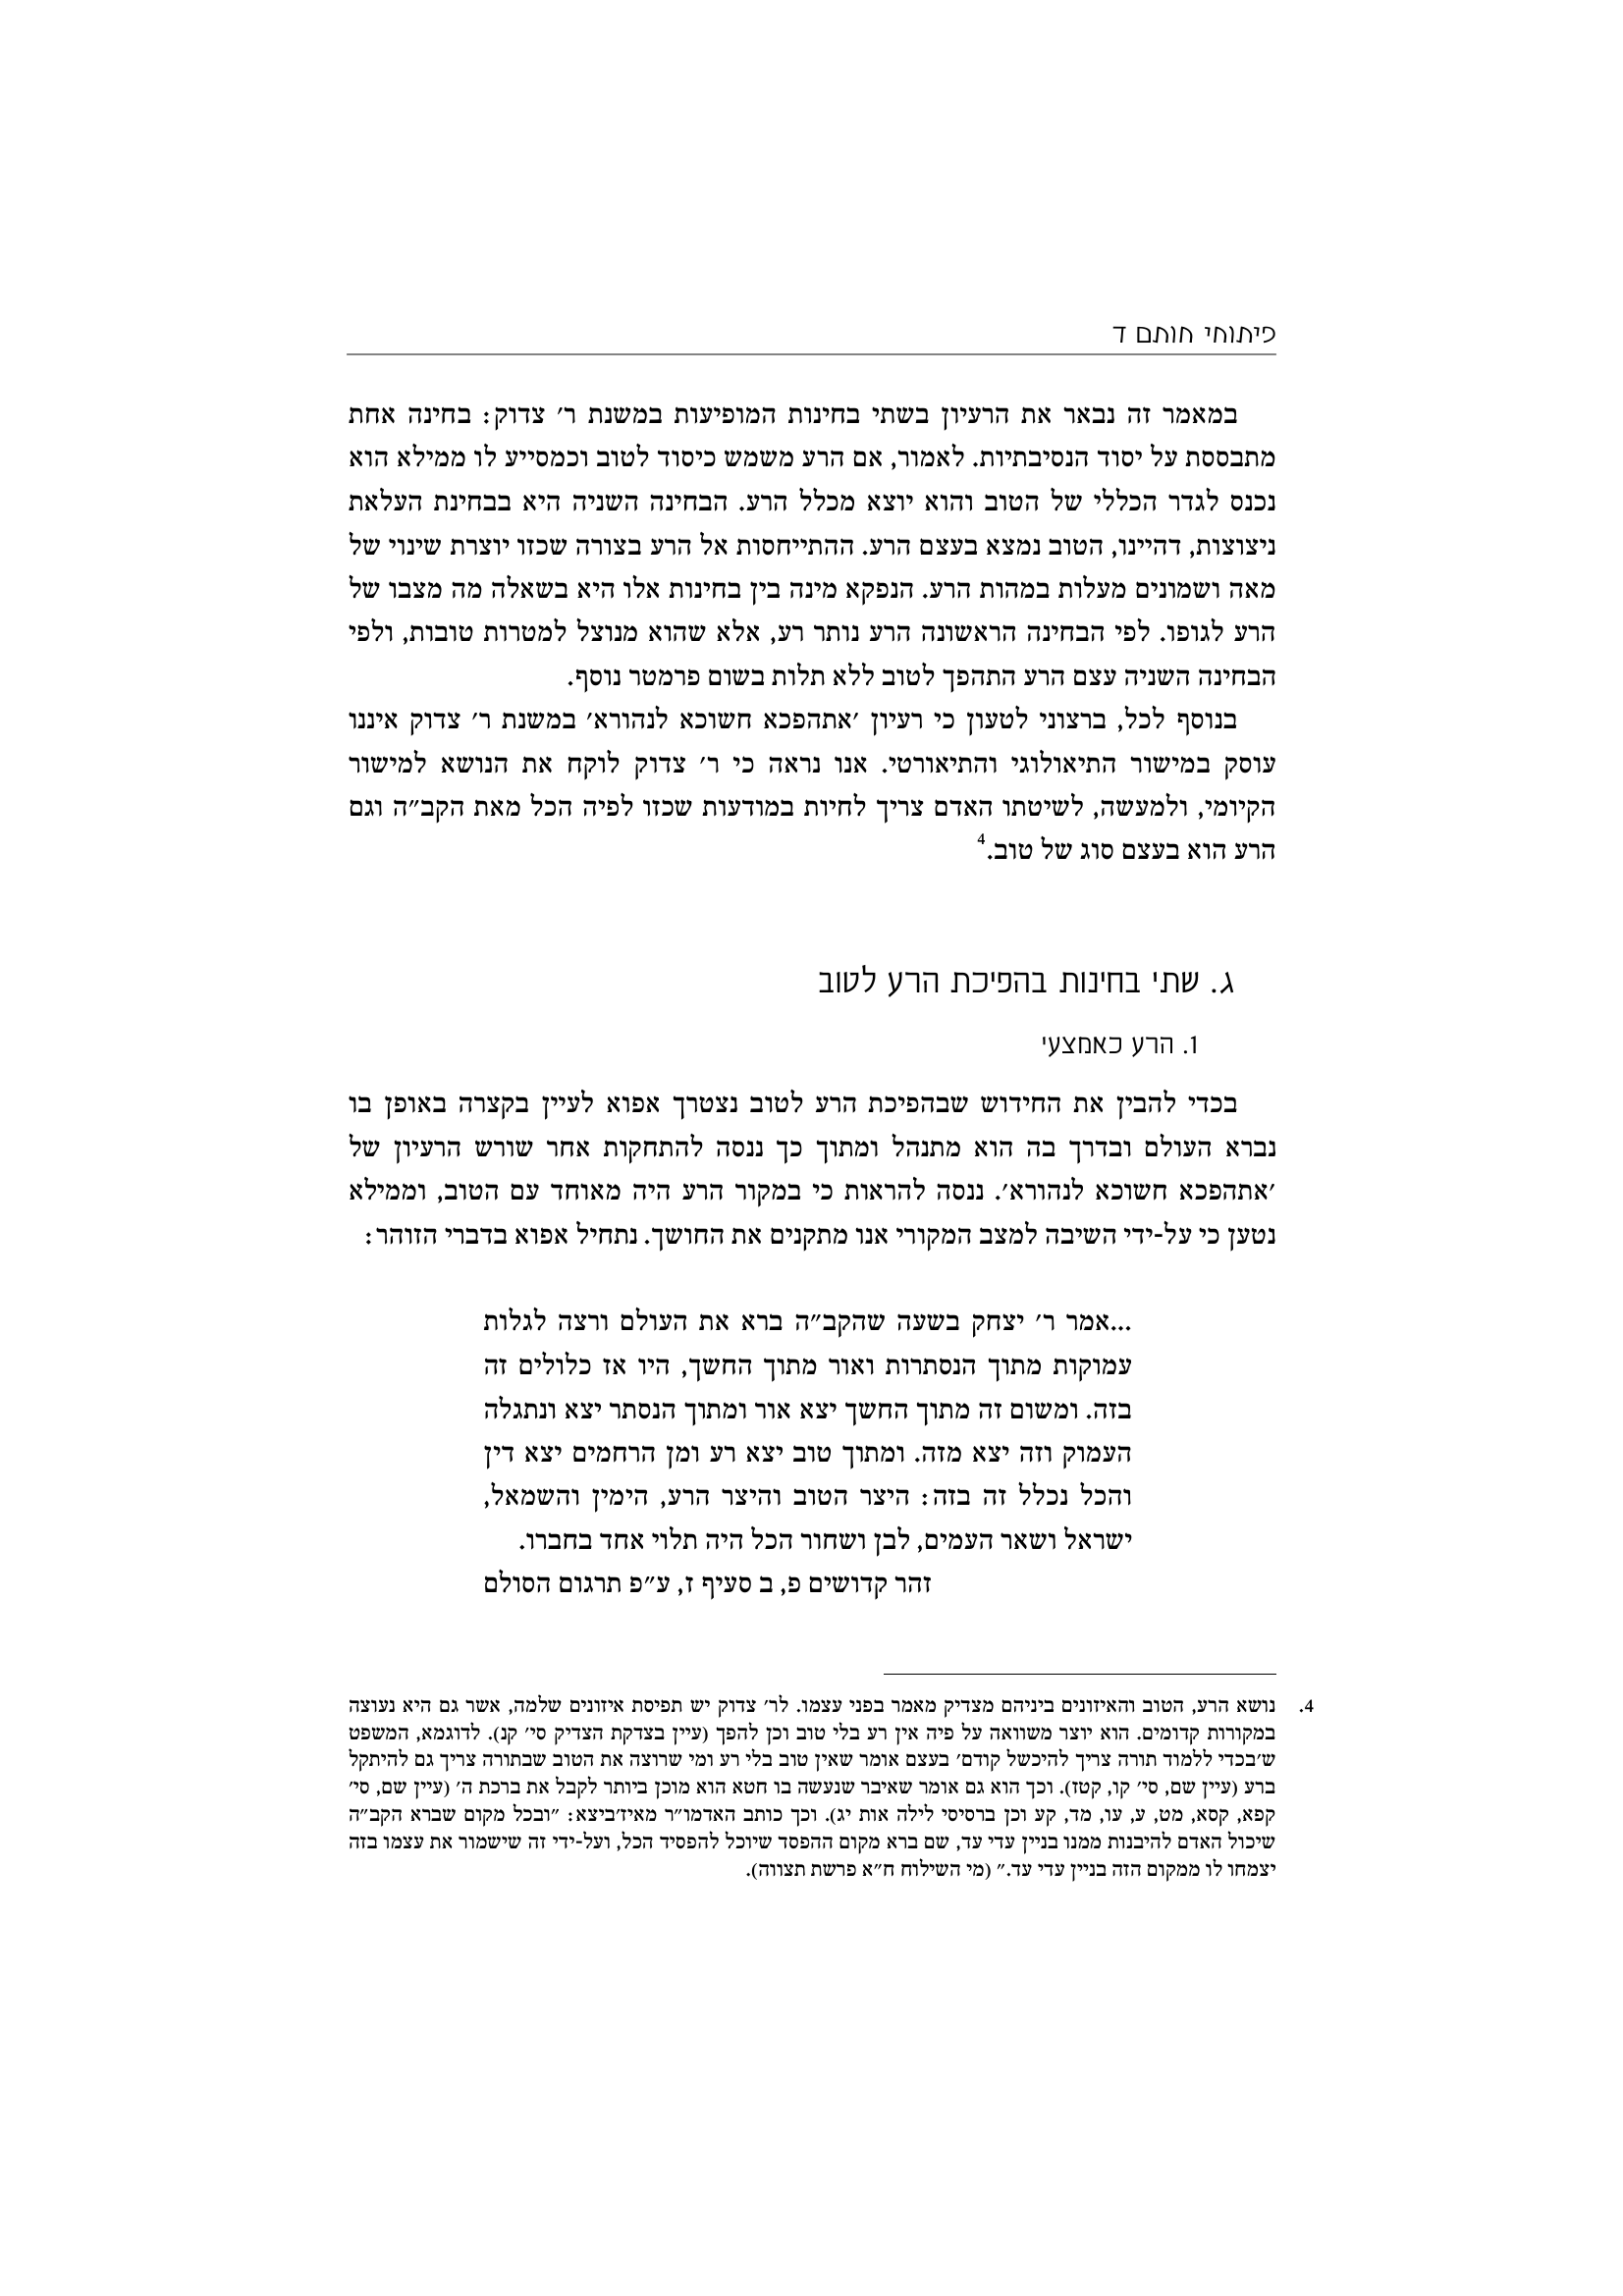 פיתוחי חותם ד
במאמר זה נבאר את הרעיון בשתי בחינות המופיעות במשנת ר׳ צדוק: בחינה אחת
מתבססת על יסוד הנסיבתיות. לאמור, אם הרע משמש כיסוד לטוב וכמסייע לו ממילא הוא
נכנס לגדר הכללי של הטוב והוא יוצא מכלל הרע. הבחינה השניה היא בבחינת העלאת
ניצוצות, דהיינו, הטוב נמצא בעצם הרע. ההתייחסות אל הרע בצורה שכזו יוצרת שינוי של
מאה ושמונים מעלות במהות הרע. הנפקא מינה בין בחינות אלו היא בשאלה מה מצבו של
הרע לגופו. לפי הבחינה הראשונה הרע נותר רע, אלא שהוא מנוצל למטרות טובות, ולפי
הבחינה השניה עצם הרע התהפך לטוב ללא תלות בשום פרמטר נוסף.
בנוסף לכל, ברצוני לטעון כי רעיון ׳אתהפכא חשוכא לנהורא׳ במשנת ר׳ צדוק איננו
עוסק במישור התיאולוגי והתיאורטי. אנו נראה כי ר׳ צדוק לוקח את הנושא למישור
הקיומי, ולמעשה, לשיטתו האדם צריך לחיות במודעות שכזו לפיה הכל מאת הקב״ה וגם
הרע הוא בעצם סוג של טוב.4
ג. שתי בחינות בהפיכת הרע לטוב
1. הרע כאמצעי
בכדי להבין את החידוש שבהפיכת הרע לטוב נצטרך אפוא לעיין בקצרה באופן בו
נברא העולם ובדרך בה הוא מתנהל ומתוך כך ננסה להתחקות אחר שורש הרעיון של
׳אתהפכא חשוכא לנהורא׳. ננסה להראות כי במקור הרע היה מאוחד עם הטוב, וממילא
נטען כי על-ידי השיבה למצב המקורי אנו מתקנים את החושך. נתחיל אפוא בדברי הזוהר:
...אמר ר׳ יצחק בשעה שהקב״ה ברא את העולם ורצה לגלות
עמוקות מתוך הנסתרות ואור מתוך החשך, היו אז כלולים זה
בזה. ומשום זה מתוך החשך יצא אור ומתוך הנסתר יצא ונתגלה
העמוק וזה יצא מזה. ומתוך טוב יצא רע ומן הרחמים יצא דין
והכל נכלל זה בזה: היצר הטוב והיצר הרע, הימין והשמאל,
ישראל ושאר העמים, לבן ושחור הכל היה תלוי אחד בחברו.
זהר קדושים פ, ב סעיף ז, ע״פ תרגום הסולם
4. נושא הרע, הטוב והאיזונים ביניהם מצדיק מאמר בפני עצמו. לר׳ צדוק יש תפיסת איזונים שלמה, אשר גם היא נעוצה
במקורות קדומים. הוא יוצר משוואה על פיה אין רע בלי טוב וכן להפך (עיין בצדקת הצדיק סי׳ קנ). לדוגמא, המשפט
ש׳בכדי ללמוד תורה צריך להיכשל קודם׳ בעצם אומר שאין טוב בלי רע ומי שרוצה את הטוב שבתורה צריך גם להיתקל
ברע (עיין שם, סי׳ קו, קטז). וכך הוא גם אומר שאיבר שנעשה בו חטא הוא מוכן ביותר לקבל את ברכת ה׳ (עיין שם, סי׳
קפא, קסא, מט, ע, עו, מד, קע וכן ברסיסי לילה אות יג). וכך כותב האדמו״ר מאיז׳ביצא: ״ובכל מקום שברא הקב״ה
שיכול האדם להיבנות ממנו בניין עדי עד, שם ברא מקום ההפסד שיוכל להפסיד הכל, ועל-ידי זה שישמור את עצמו בזה
יצמחו לו ממקום הזה בניין עדי עד.״ (מי השילוח ח״א פרשת תצווה).